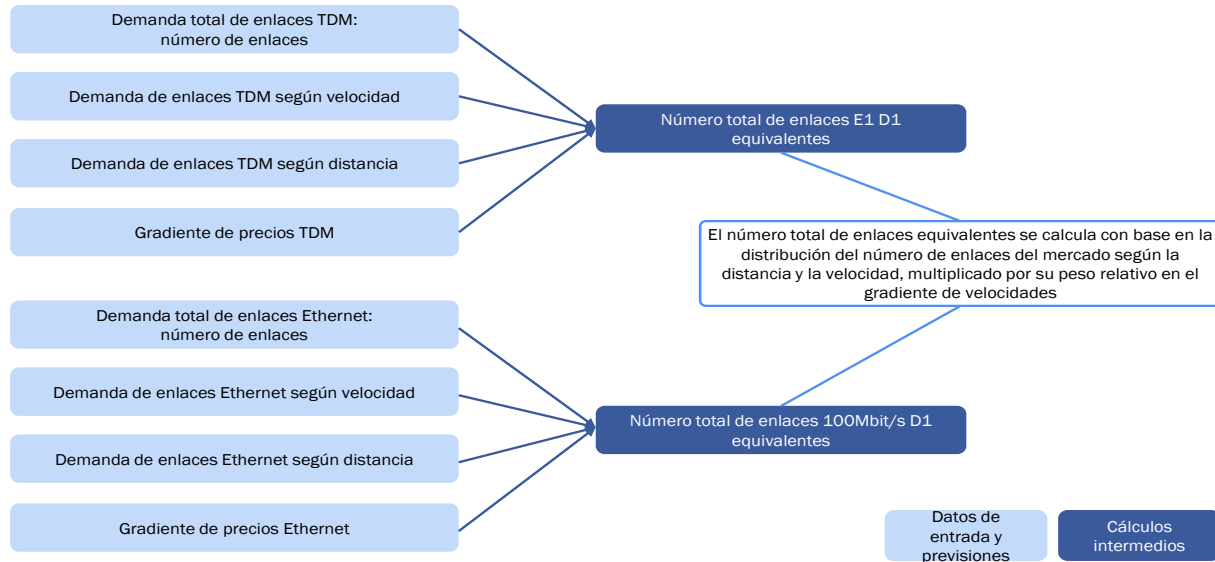 Demanda total de enlaces TDM:
número de enlaces
Demanda de enlaces TDM según velocidad
Demanda de enlaces TDM según distancia
Gradiente de precios TDM
Número total de enlaces E1 D1
equivalentes
El número total de enlaces equivalentes se calcula con base en la
distribución del número de enlaces del mercado según la
distancia y la velocidad, multiplicado por su peso relativo en el
gradiente de velocidades
Demanda total de enlaces Ethernet:
número de enlaces
Demanda de enlaces Ethernet según velocidad
Demanda de enlaces Ethernet según distancia
Gradiente de precios Ethernet
Número total de enlaces 100Mbit/s D1
equivalentes
Datos de
entrada y
previsiones
Cálculos
intermedios